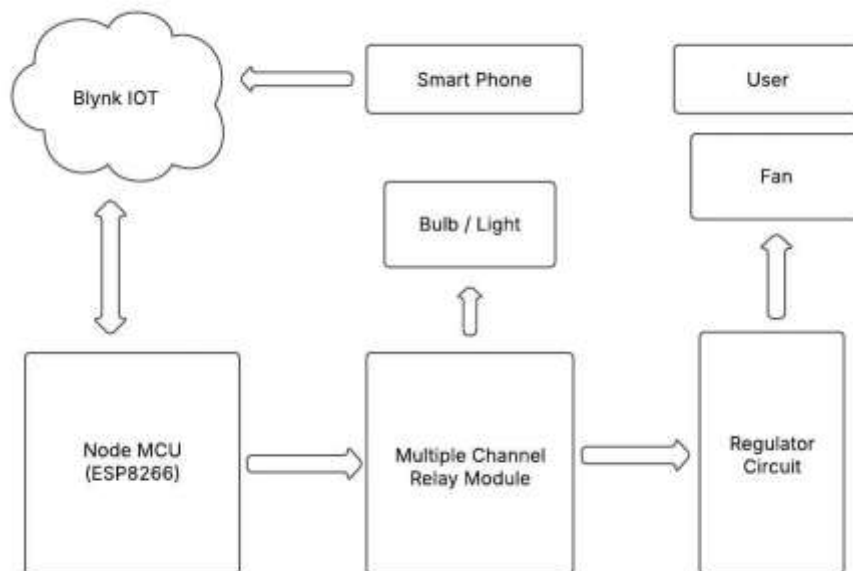 Blynk IOT
Smart Phone
User
Fan
Bulb / Light
Node MCU
(ESP8266)
Multiple Channel
Relay Module
Regulator
Circuit